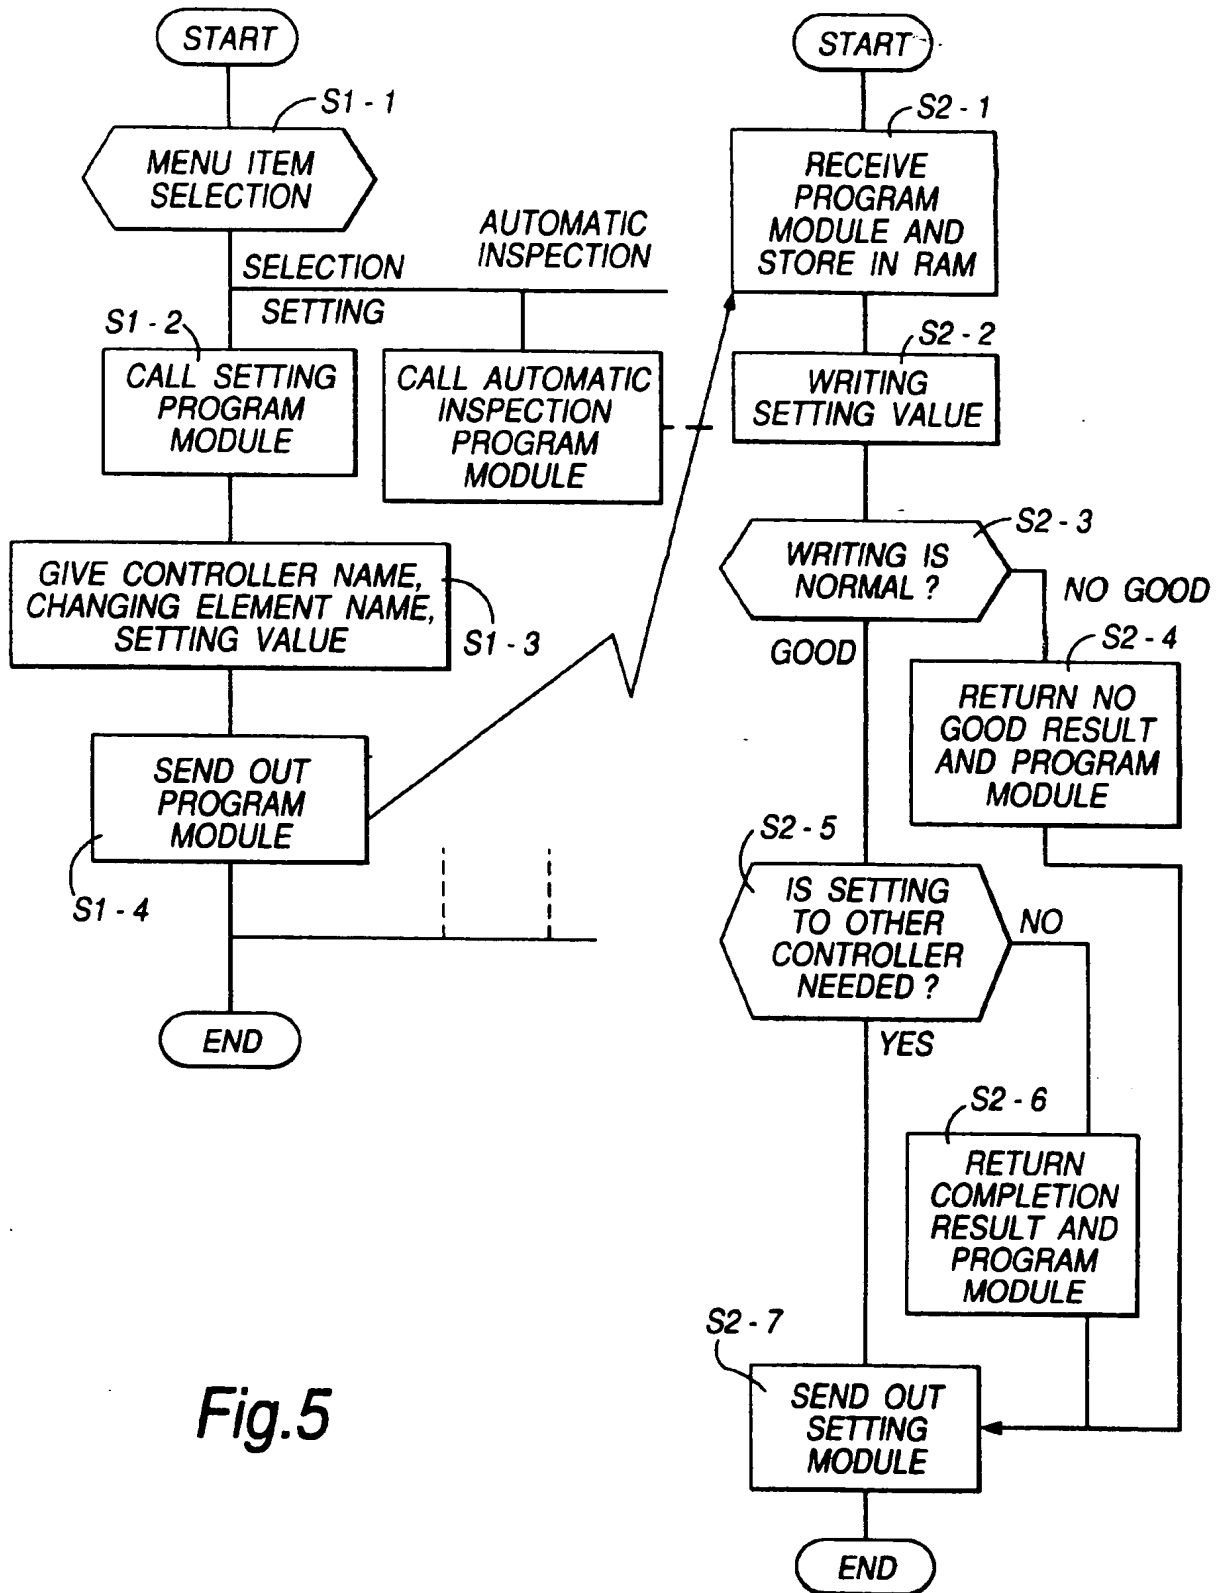 START
S1 - 1
MENU ITEM
SELECTION
AUTOMATIC
INSPECTION
SELECTION
SETTING
S1 - 2
CALL SETTING
PROGRAM
MODULE
CALL AUTOMATIC
INSPECTION
PROGRAM
MODULE
GIVE CONTROLLER NAME,
CHANGING ELEMENT NAME,
SETTING VALUE
S1 - 3
SEND OUT
PROGRAM
MODULE
S1 - 4
END
START
S2 - 1
RECEIVE
PROGRAM
MODULE AND
STORE IN RAM
S2 - 2
WRITING
SETTING VALUE
S2 - 3
WRITING IS
NORMAL ?
NO GOOD
GOOD
S2 - 4
RETURN NO
GOOD RESULT
AND PROGRAM
MODULE
S2 - 5
IS SETTING
TO OTHER
CONTROLLER
NEEDED ?
NO
YES
S2 - 6
RETURN
COMPLETION
RESULT AND
PROGRAM
MODULE
S2 - 7
SEND OUT
SETTING
MODULE
END
Fig.5